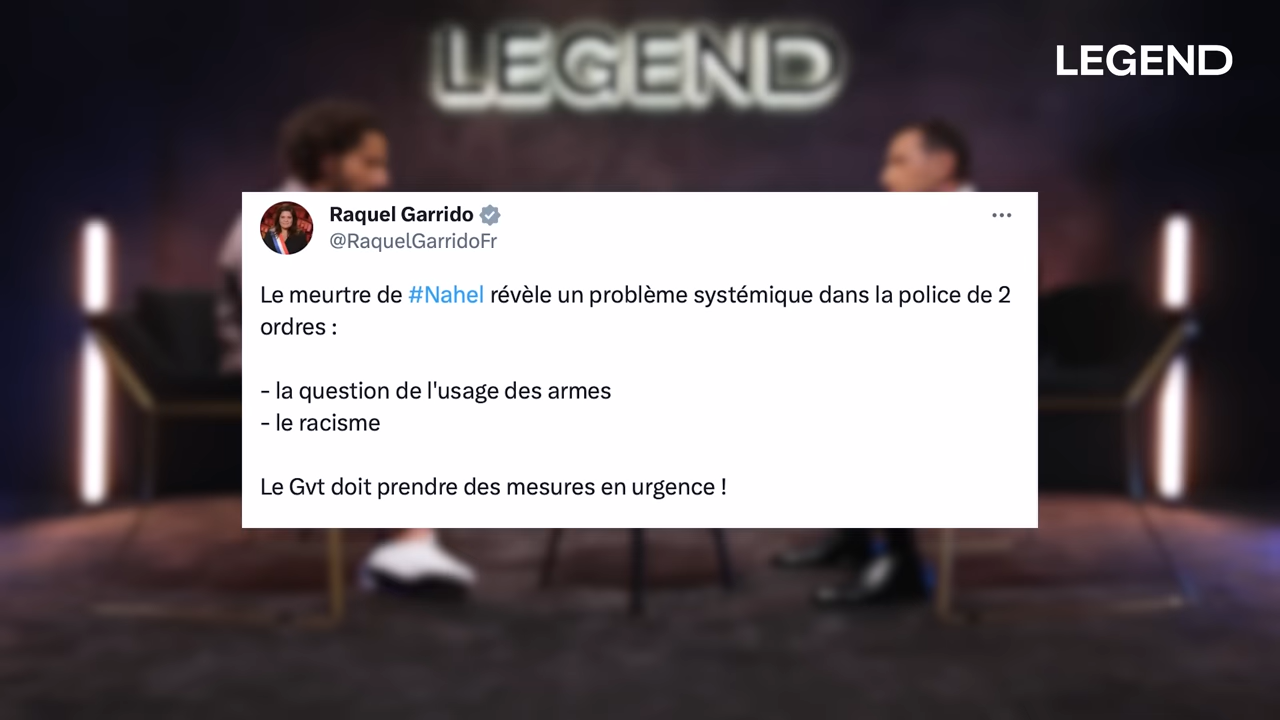 LEGEND
LEGEND
Raquel Garrido
@RaquelGarridoFr
Le meurtre de #Nahel révèle un problème systémique dans la police de 2
ordres :
- la question de l'usage des armes
- le racisme
Le Gvt doit prendre des mesures en urgence !